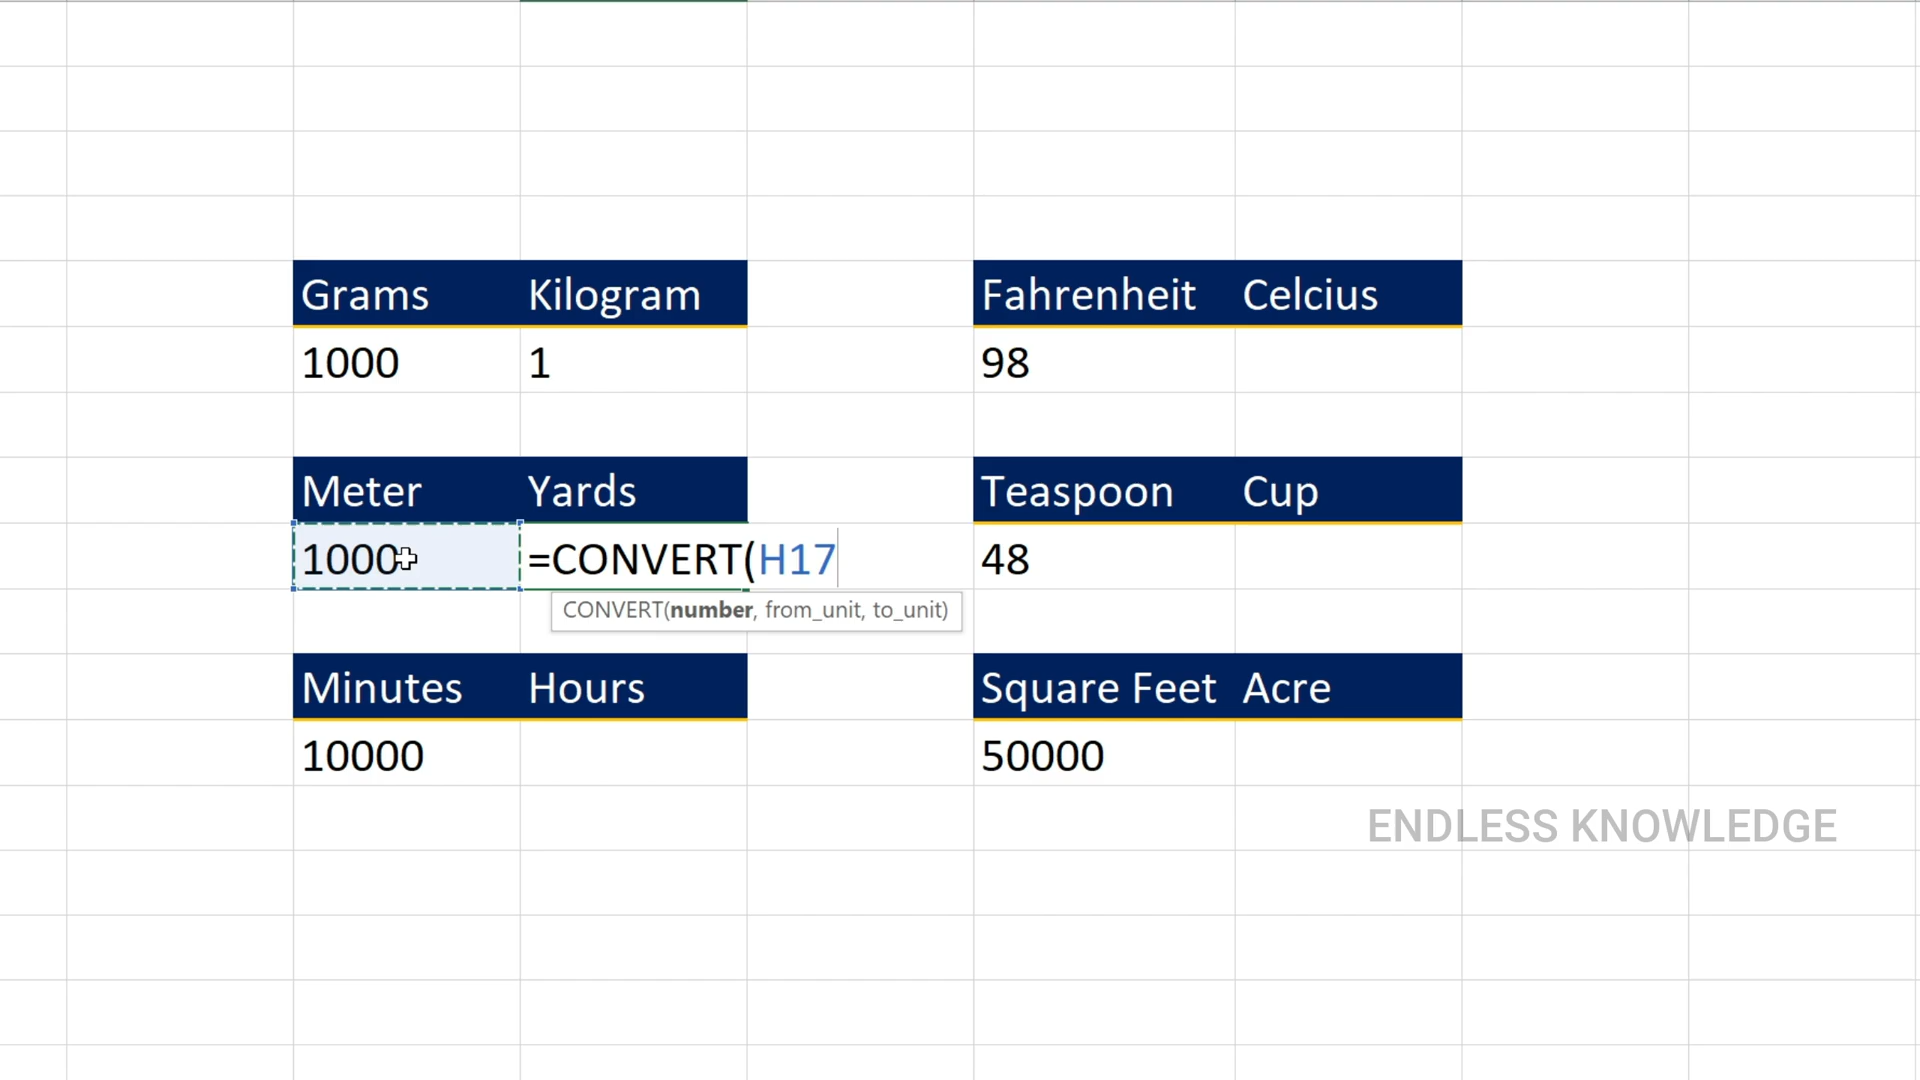 Grams Kilogram Fahrenheit Celcius
1000 1 98
Meter Yards Teaspoon Cup
1000 =CONVERT(H17 48
CONVERT(number, from_unit, to_unit)
Minutes Hours Square Feet Acre
10000 50000
ENDLESS KNOWLEDGE